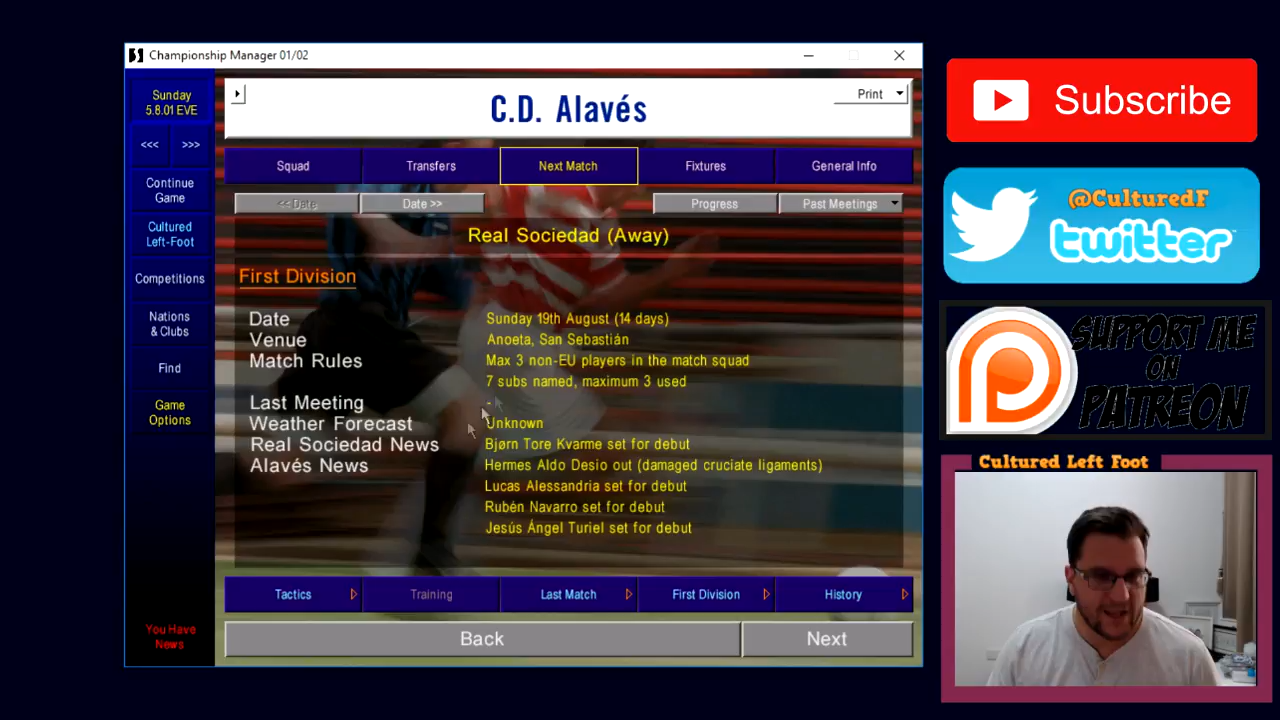 Championship Manager 01/02
Sunday
5.8.01 EVE
<<<
>>>
Continue
Game
Cultured
Left-Foot
Competitions
Nations
& Clubs
Find
Game
Options
You Have
News
C.D. Alavés
Print
Squad
Transfers
Next Match
Fixtures
General Info
<< Date
Date >>
Progress
Past Meetings
Real Sociedad (Away)
First Division
Date Sunday 19th August (14 days)
Venue Anoeta, San Sebastián
Match Rules Max 3 non-EU players in the match squad
7 subs named, maximum 3 used
Last Meeting -
Weather Forecast Unknown
Real Sociedad News Bjørn Tore Kvarme set for debut
Alavés News Hermes Aldo Desio out (damaged cruciate ligaments)
Lucas Alessandria set for debut
Rubén Navarro set for debut
Jesús Ángel Turiel set for debut
Tactics
Training
Last Match
First Division
History
Back
Next
Subscribe
@CulturedF
twitter
SUPPORT ME
ON
PATREON
Cultured Left Foot